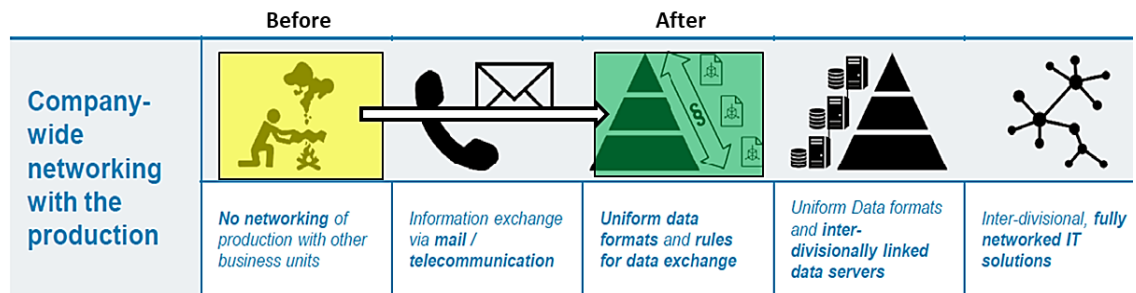 Before
After
Company-
wide
networking
with the
production
§
No networking of
production with other
business units
Information exchange
via mail /
telecommunication
Uniform data
formats and rules
for data exchange
Uniform Data formats
and inter-
divisionally linked
data servers
Inter-divisional, fully
networked IT
solutions